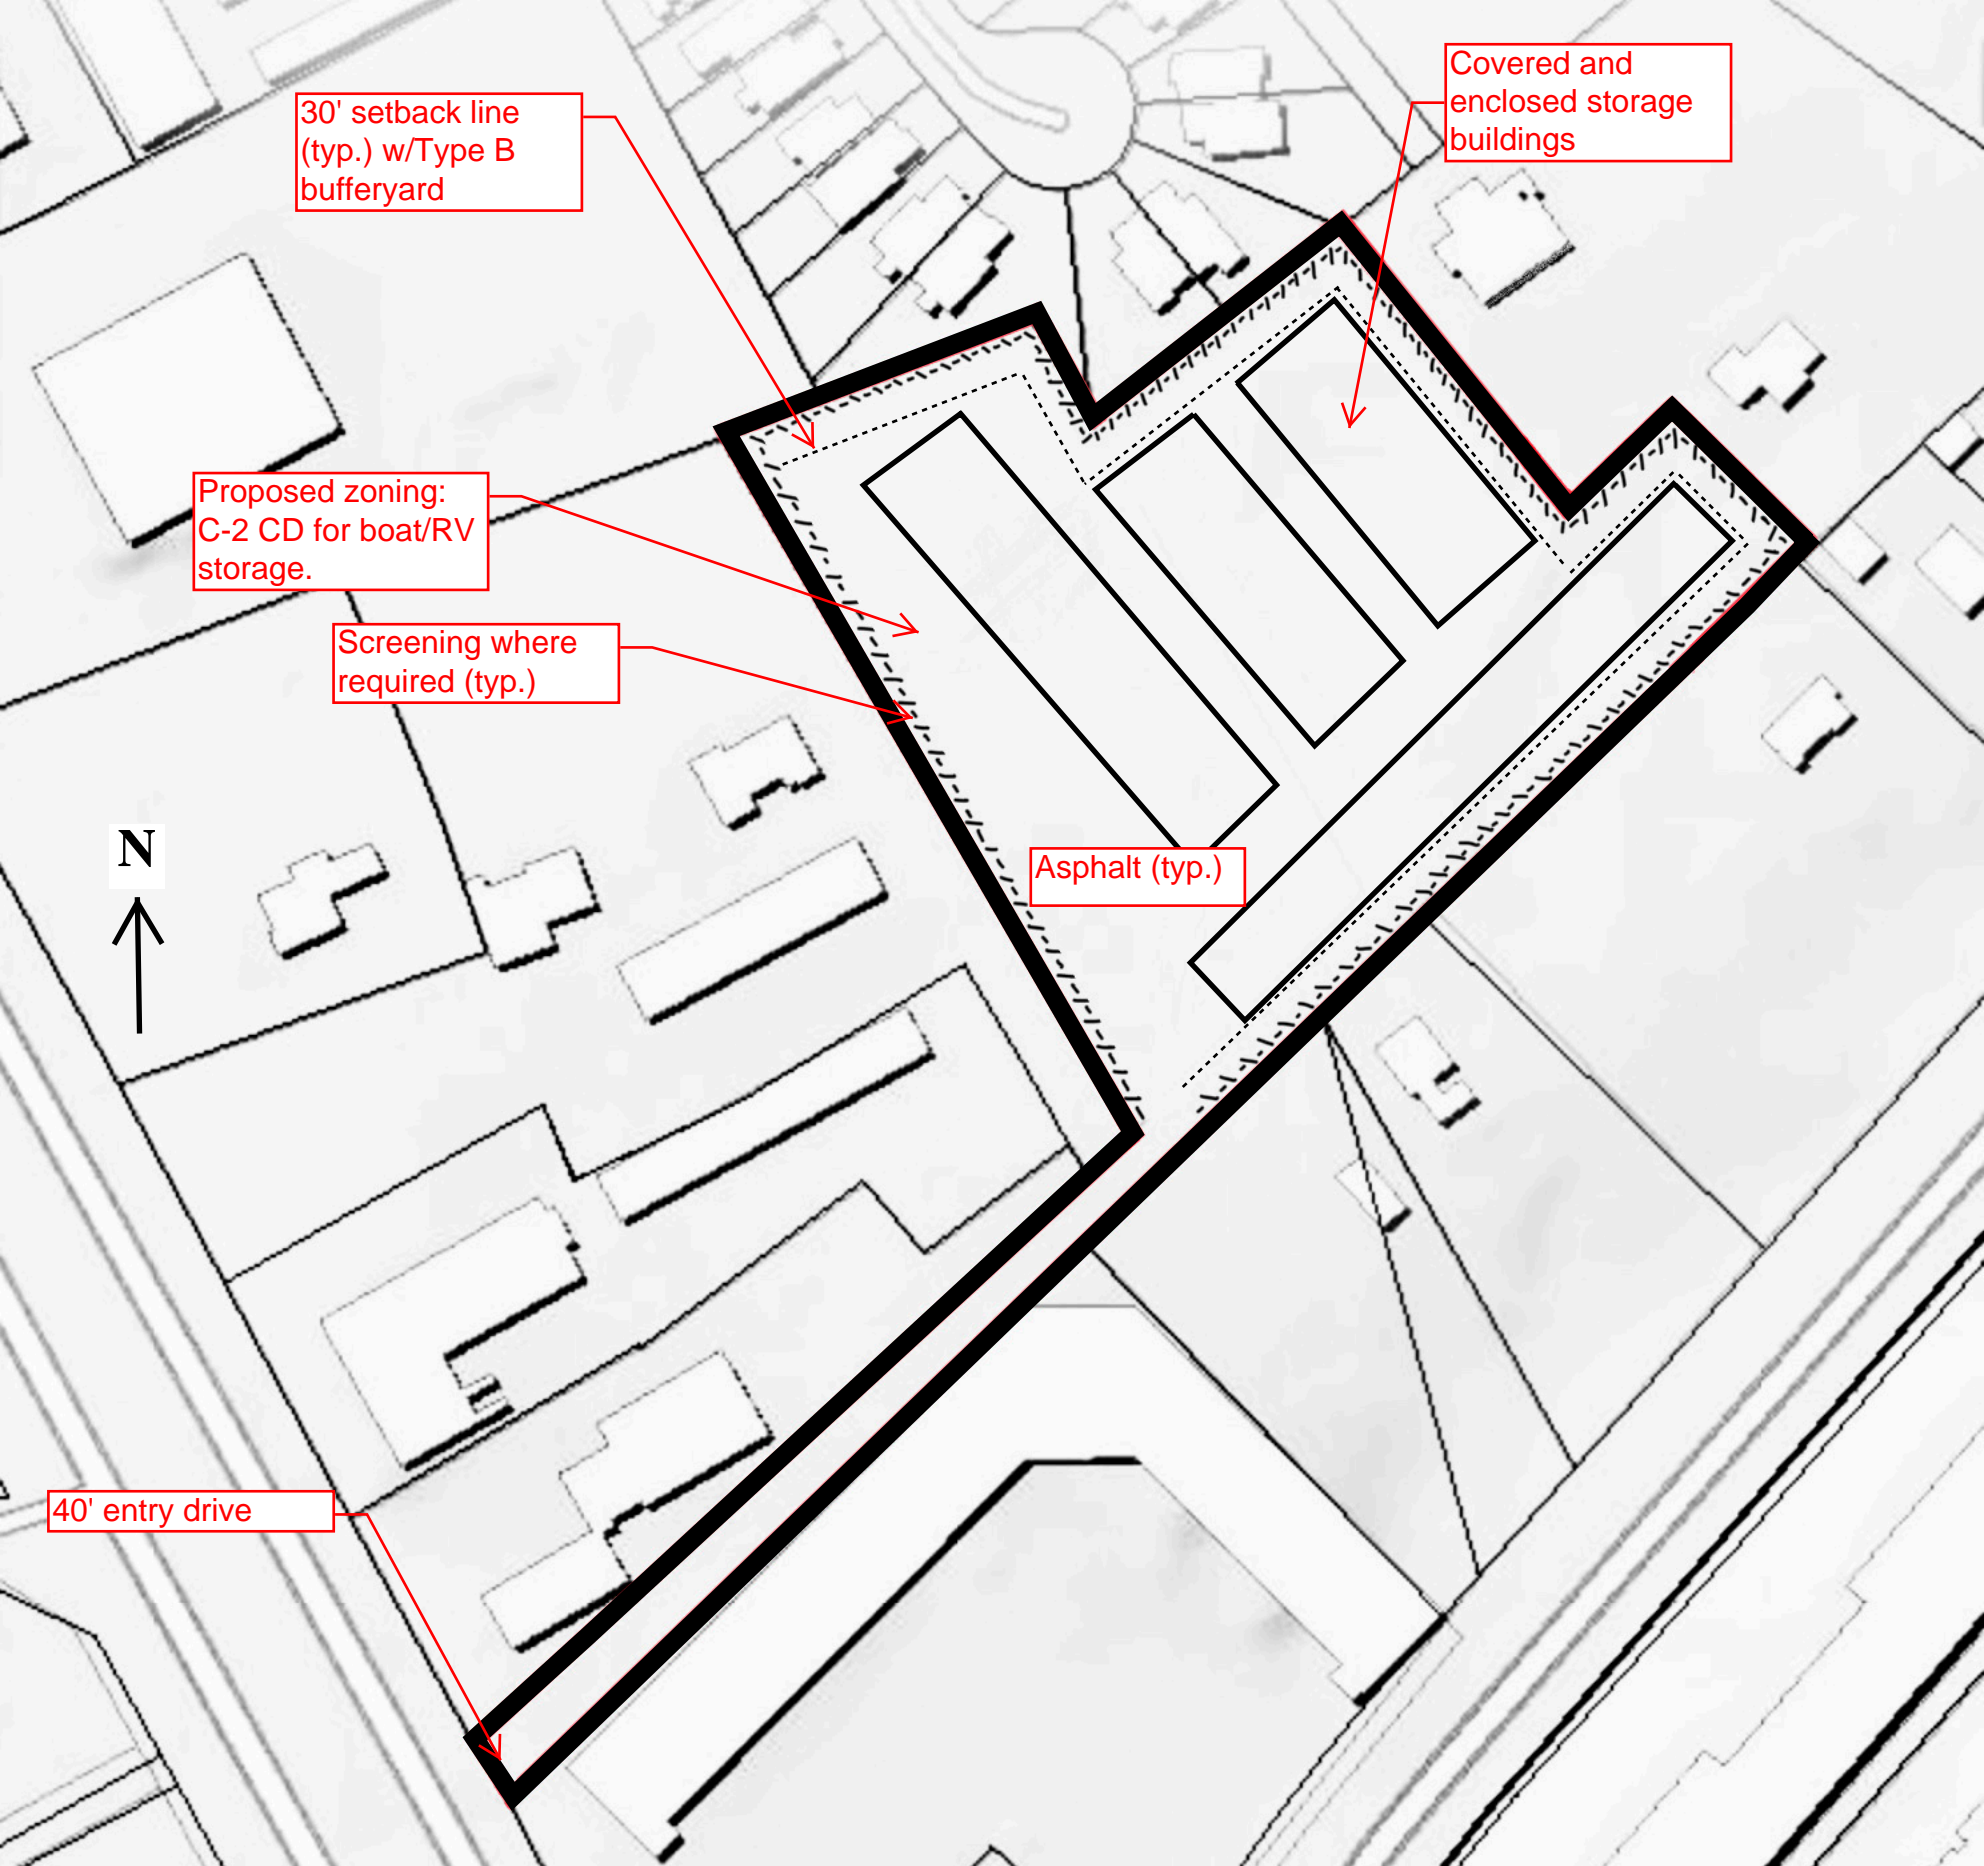 Covered and
enclosed storage
buildings
30' setback line
(typ.) w/Type B
bufferyard
Proposed zoning:
C-2 CD for boat/RV
storage.
Screening where
required (typ.)
N
Asphalt (typ.)
40' entry drive